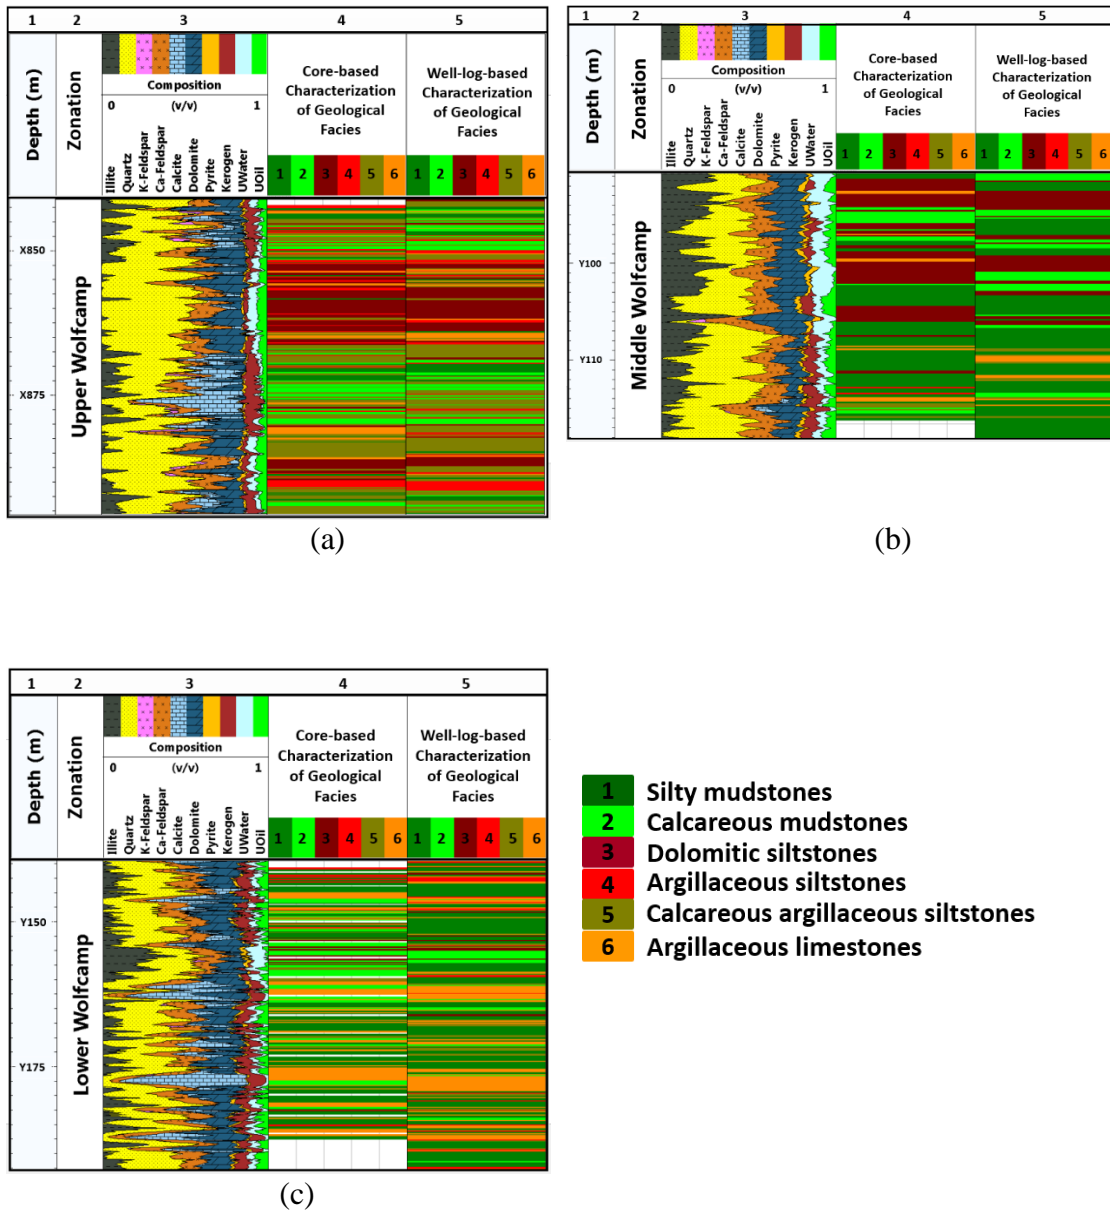 1 2 3 4 5
Depth (m)
Zonation
Composition
0 (v/v) 1
Illite
Quartz
K-Feldspar
Ca-Feldspar
Calcite
Dolomite
Pyrite
Kerogen
UWater
UOil
Core-based
Characterization
of Geological
Facies
1 2 3 4 5 6
Well-log-based
Characterization
of Geological
Facies
1 2 3 4 5 6
X850
X875
Upper Wolfcamp
(a)
1 2 3 4 5
Depth (m)
Zonation
Composition
0 (v/v) 1
Illite
Quartz
K-Feldspar
Ca-Feldspar
Calcite
Dolomite
Pyrite
Kerogen
UWater
UOil
Core-based
Characterization
of Geological
Facies
1 2 3 4 5 6
Well-log-based
Characterization
of Geological
Facies
1 2 3 4 5 6
Y100
Y110
Middle Wolfcamp
(b)
1 2 3 4 5
Depth (m)
Zonation
Composition
0 (v/v) 1
Illite
Quartz
K-Feldspar
Ca-Feldspar
Calcite
Dolomite
Pyrite
Kerogen
UWater
UOil
Core-based
Characterization
of Geological
Facies
1 2 3 4 5 6
Well-log-based
Characterization
of Geological
Facies
1 2 3 4 5 6
Y150
Y175
Lower Wolfcamp
(c)
1 Silty mudstones
2 Calcareous mudstones
3 Dolomitic siltstones
4 Argillaceous siltstones
5 Calcareous argillaceous siltstones
6 Argillaceous limestones